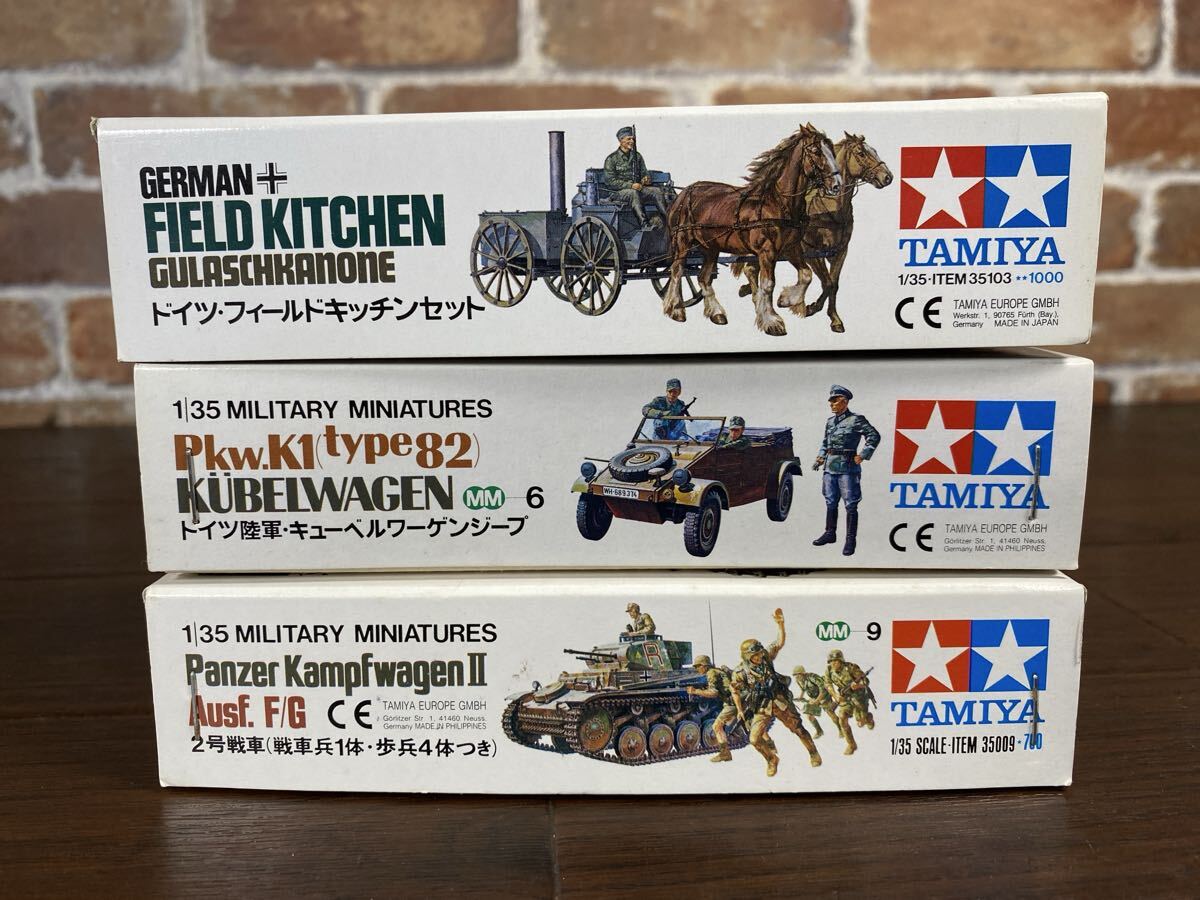 GERMAN
FIELD KITCHEN
GULASCHKANONE
ドイツ・フィールドキッチンセット
TAMIYA
1/35・ITEM 35103 ★★1000
CE
TAMIYA EUROPE GMBH
Werkstr. 1, 90765 Fürth (Bay.),
Germany MADE IN JAPAN
1/35 MILITARY MINIATURES
Pkw.K1(type82)
KÜBELWAGEN MM 6
ドイツ陸軍・キューベルワーゲンジープ
WH-689374
TAMIYA
CE
TAMIYA EUROPE GMBH
Görlitzer Str. 1, 41460 Neuss,
Germany MADE IN PHILIPPINES
1/35 MILITARY MINIATURES
Panzer Kampfwagen II
Ausf. F/G CE
TAMIYA EUROPE GMBH
Görlitzer Str. 1, 41460 Neuss,
Germany MADE IN PHILIPPINES
2号戦車(戦車兵1体・歩兵4体つき)
R
MM 9
TAMIYA
1/35 SCALE・ITEM 35009 ★700